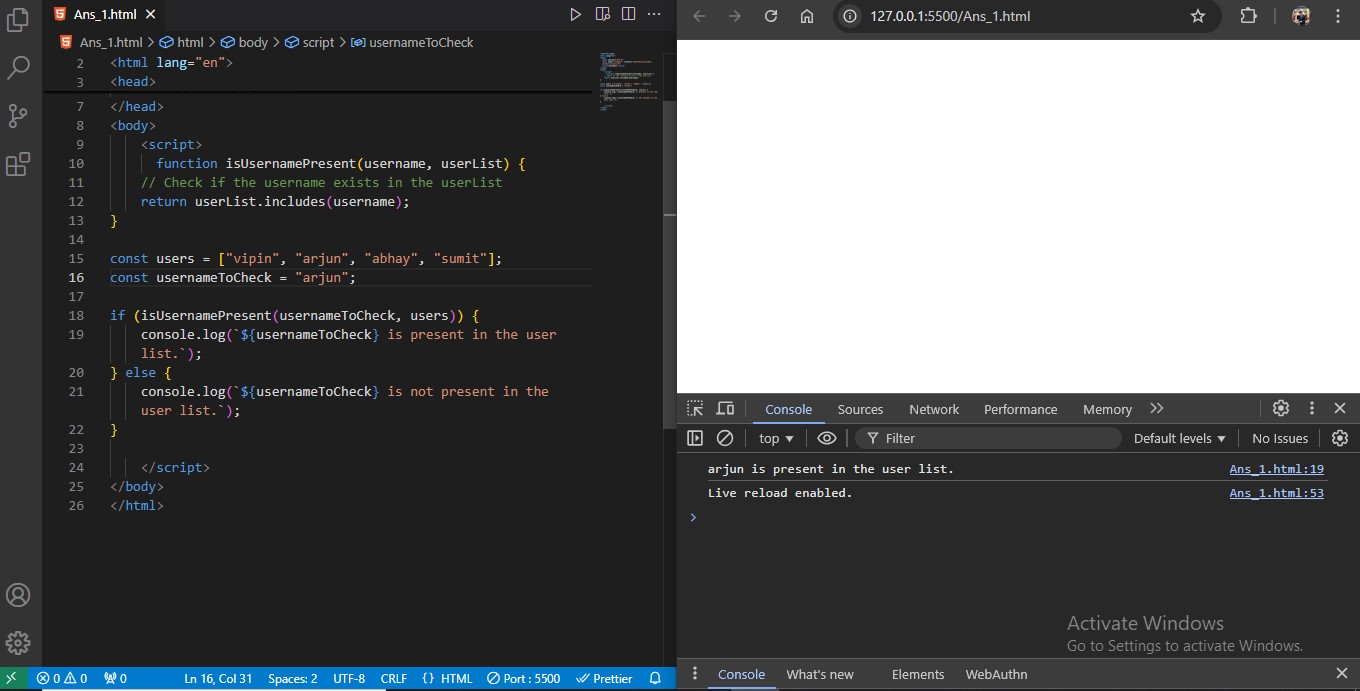 Ans_1.html
Ans_1.html > html > body > script > usernameToCheck
2 <html lang="en">
3 <head>
7 </head>
8 <body>
9 <script>
10 function isUsernamePresent(username, userList) {
11 // Check if the username exists in the userList
12 return userList.includes(username);
13 }
14
15 const users = ["vipin", "arjun", "abhay", "sumit"];
16 const usernameToCheck = "arjun";
17
18 if (isUsernamePresent(usernameToCheck, users)) {
19 console.log(`${usernameToCheck} is present in the user
list.`);
20 } else {
21 console.log(`${usernameToCheck} is not present in the
user list.`);
22 }
23
24 </script>
25 </body>
26 </html>
0 0 0 Ln 16, Col 31 Spaces: 2 UTF-8 CRLF {} HTML Port : 5500 Prettier
127.0.0.1:5500/Ans_1.html
Console Sources Network Performance Memory
top Filter Default levels No Issues
arjun is present in the user list. Ans_1.html:19
Live reload enabled. Ans_1.html:53
Activate Windows
Go to Settings to activate Windows.
Console What's new Elements WebAuthn